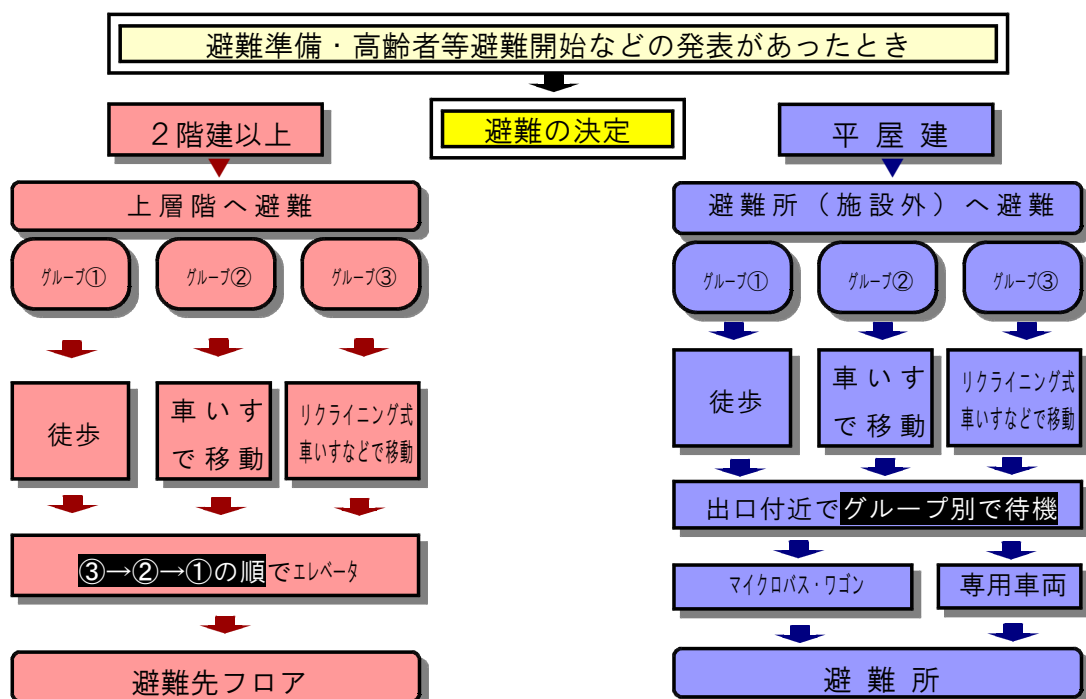 避難準備・高齢者等避難開始などの発表があったとき
避難の決定
２階建以上
上層階へ避難
グループ①
グループ②
グループ③
徒歩
車いす
で移動
リクライニング式
車いすなどで移動
③→②→①の順でエレベータ
避難先フロア
平屋建
避難所（施設外）へ避難
グループ①
グループ②
グループ③
徒歩
車いす
で移動
リクライニング式
車いすなどで移動
出口付近でグループ別で待機
マイクロバス・ワゴン
専用車両
避難所